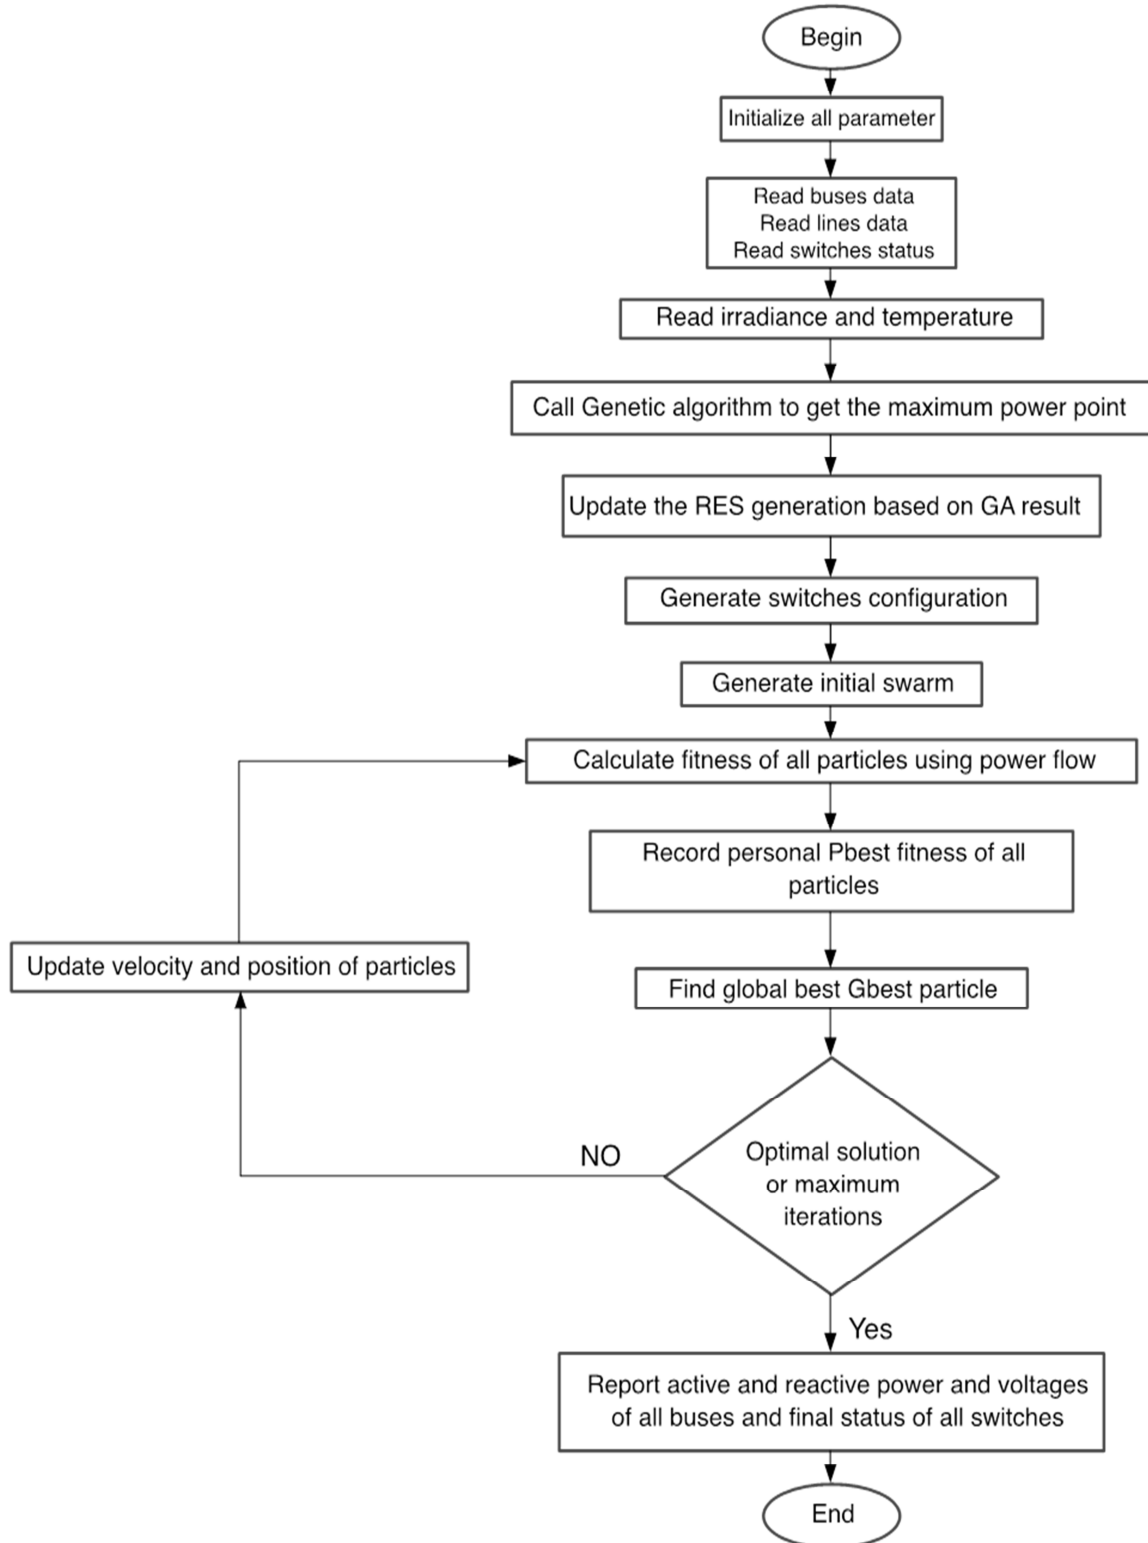 Begin
Initialize all parameter
Read buses data
Read lines data
Read switches status
Read irradiance and temperature
Call Genetic algorithm to get the maximum power point
Update the RES generation based on GA result
Generate switches configuration
Generate initial swarm
Calculate fitness of all particles using power flow
Record personal Pbest fitness of all
particles
Update velocity and position of particles
Find global best Gbest particle
NO
Optimal solution
or maximum
iterations
Yes
Report active and reactive power and voltages
of all buses and final status of all switches
End